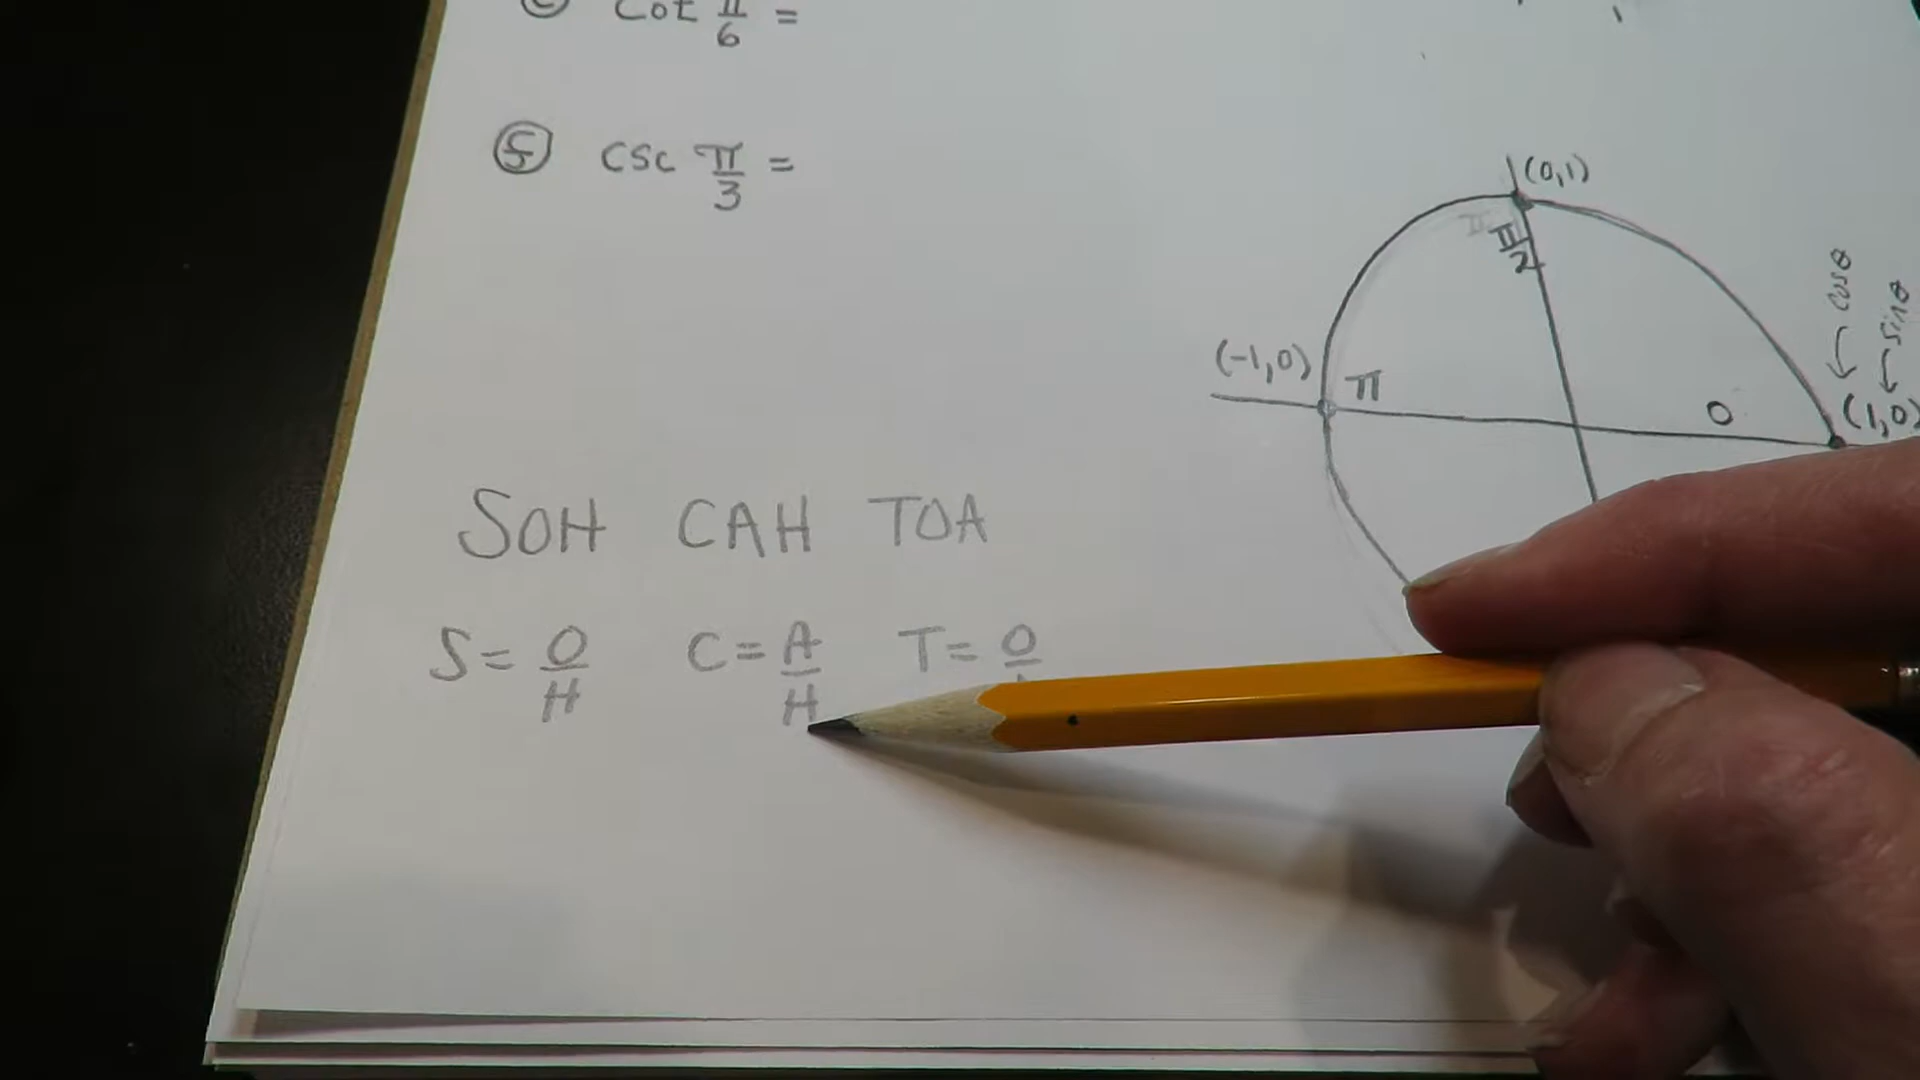 cot π/6 =
⑤ csc π/3 =
(0,1)
π/2
cosθ
sinθ
(-1,0)
π
0
(1,0)
SOH CAH TOA
S = O/H C = A/H T = O